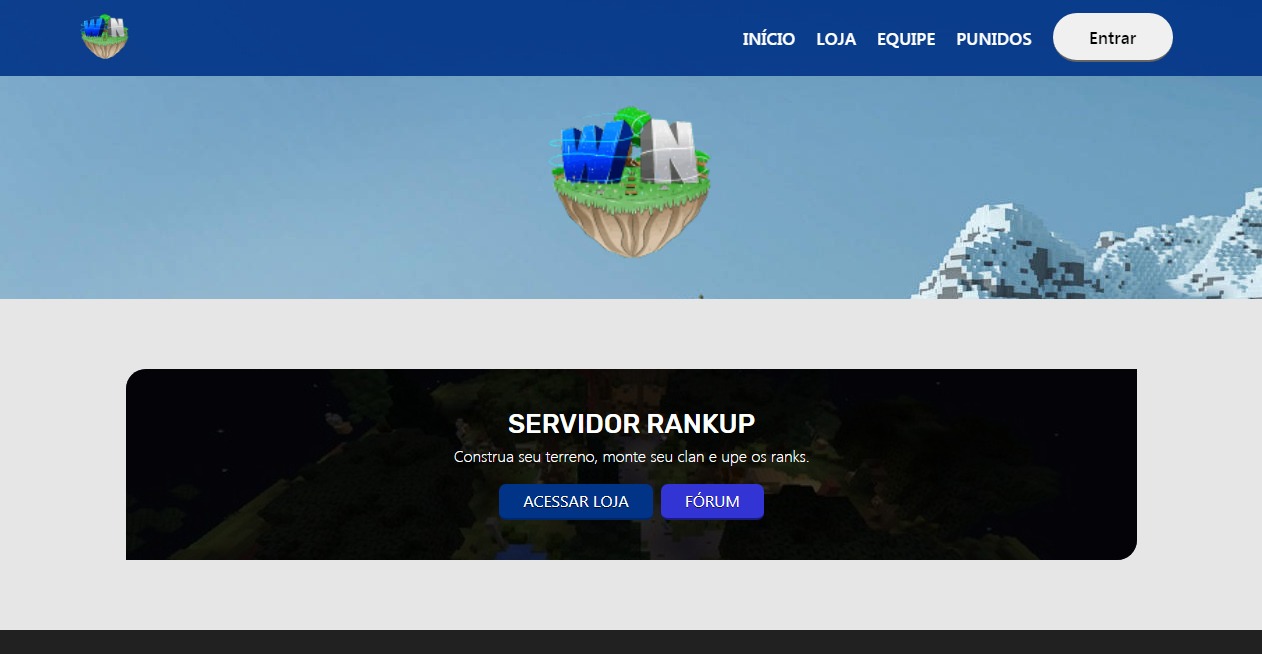 WN
INÍCIO LOJA EQUIPE PUNIDOS Entrar
WN
SERVIDOR RANKUP
Construa seu terreno, monte seu clan e upe os ranks.
ACESSAR LOJA FÓRUM